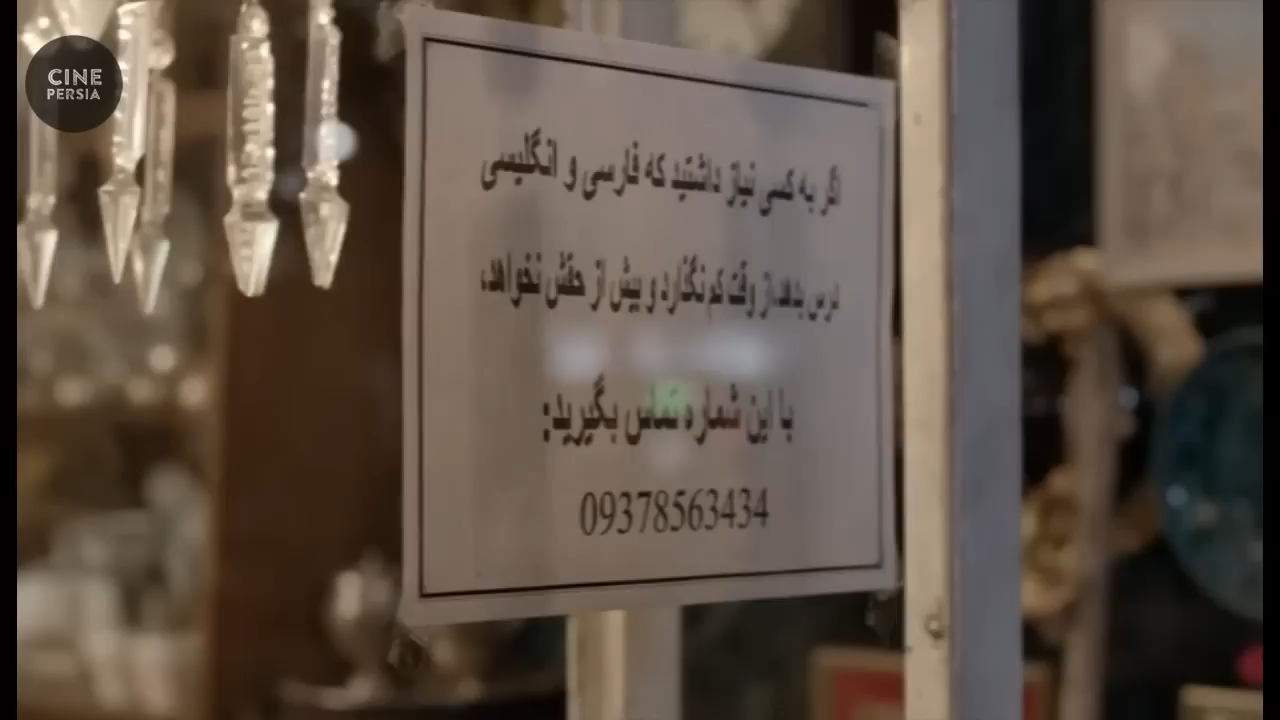 CINE
PERSIA
اگر به کسی نیاز داشتید که فارسی و انگلیسی
درس بدهد،از وقت کم نگذارد و بیش از حقش نخواهد،
با این شماره تماس بگیرید:
09378563434